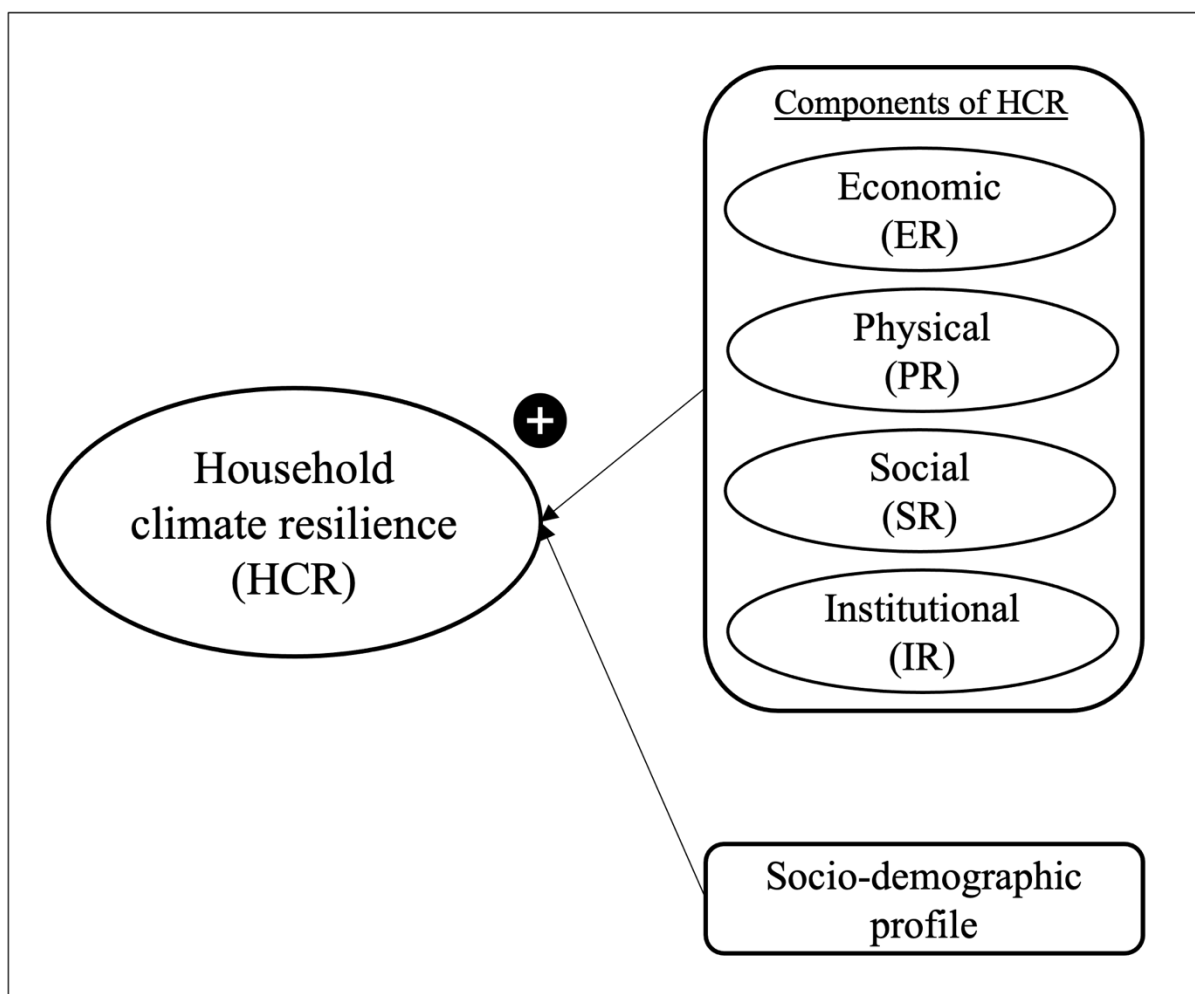 Components of HCR
Economic
(ER)
Physical
(PR)
Social
(SR)
Institutional
(IR)
+
Household
climate resilience
(HCR)
Socio-demographic
profile